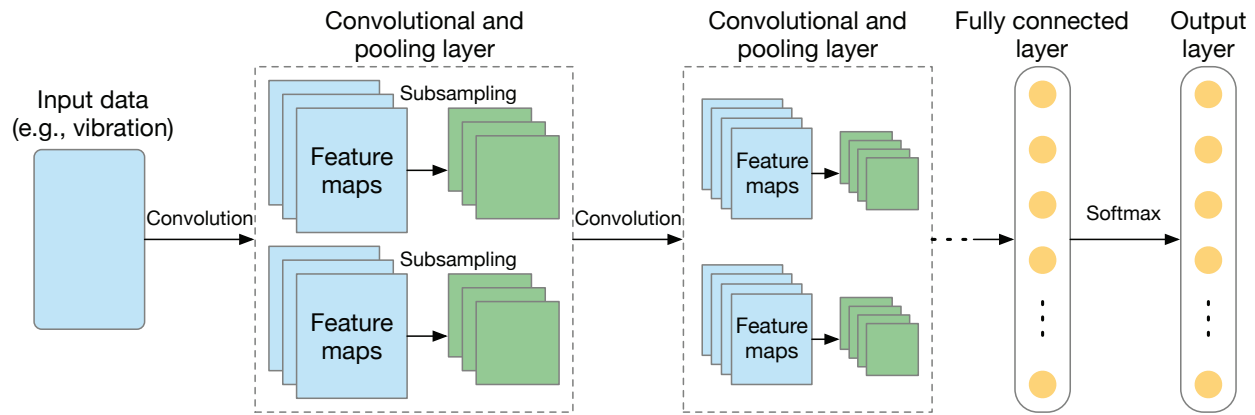 Input data
(e.g., vibration)
Convolution
Convolutional and
pooling layer
Feature
maps
Subsampling
Feature
maps
Subsampling
Convolution
Convolutional and
pooling layer
Feature
maps
Feature
maps
Fully connected
layer
Softmax
Output
layer